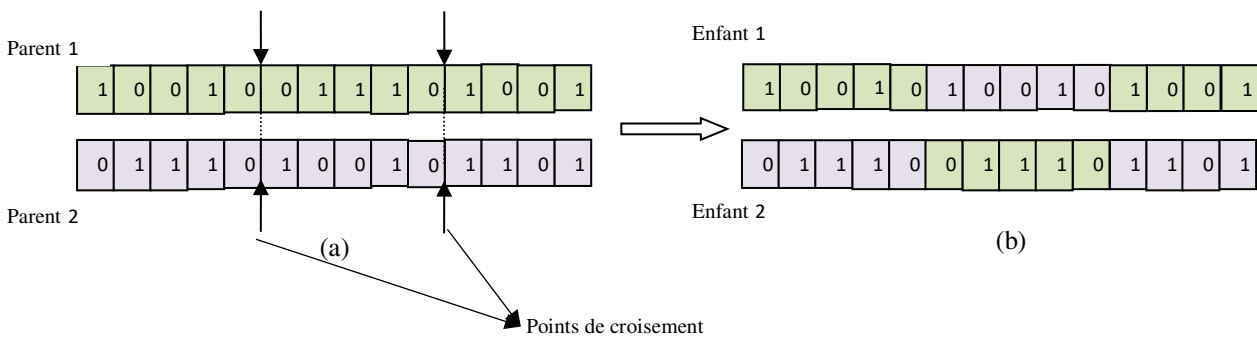 Parent 1
1 0 0 1 0 0 1 1 1 0 1 0 0 1
0 1 1 1 0 1 0 0 1 0 1 1 0 1
Parent 2
(a)
Points de croisement
Enfant 1
1 0 0 1 0 1 0 0 1 0 1 0 0 1
0 1 1 1 0 0 1 1 1 0 1 1 0 1
Enfant 2
(b)